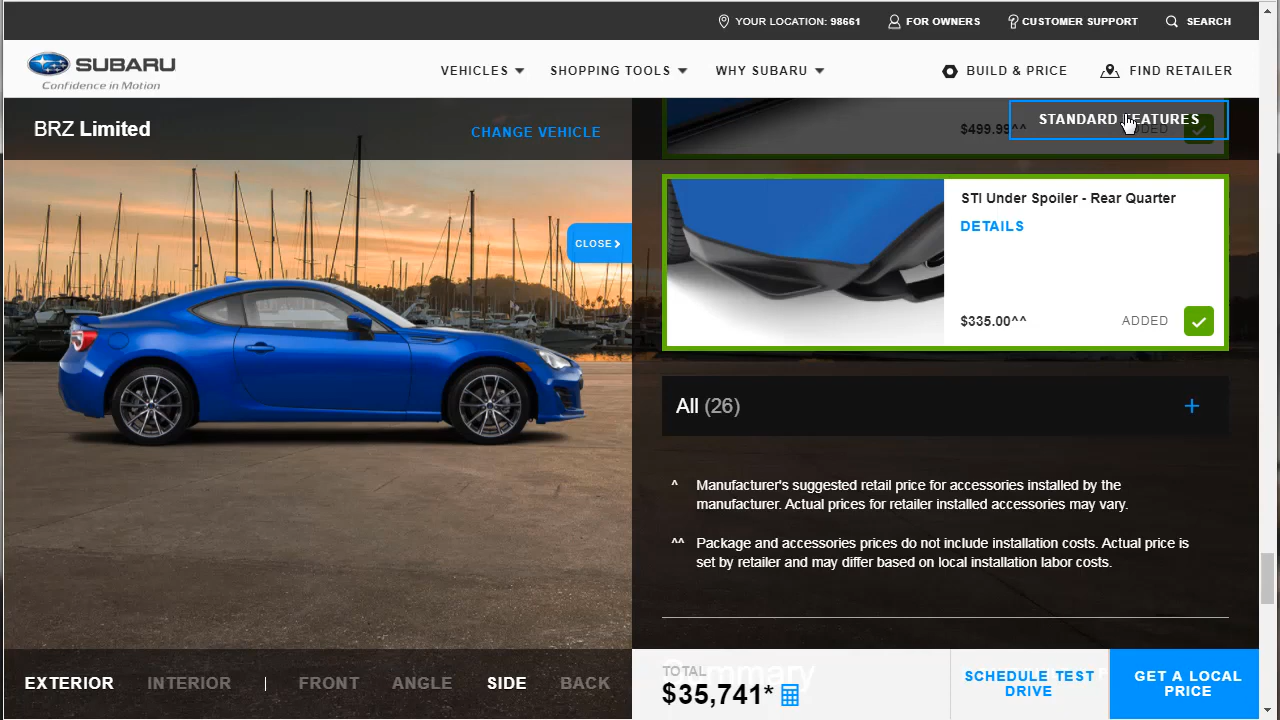 YOUR LOCATION: 98661
FOR OWNERS
CUSTOMER SUPPORT
SEARCH
SUBARU
Confidence in Motion
VEHICLES
SHOPPING TOOLS
WHY SUBARU
BUILD & PRICE
FIND RETAILER
BRZ Limited
CHANGE VEHICLE
STANDARD FEATURES
$499.99^^
ADDED
CLOSE
STI Under Spoiler - Rear Quarter
DETAILS
$335.00^^
ADDED
All (26)
^ Manufacturer's suggested retail price for accessories installed by the
manufacturer. Actual prices for retailer installed accessories may vary.
^^ Package and accessories prices do not include installation costs. Actual price is
set by retailer and may differ based on local installation labor costs.
EXTERIOR
INTERIOR
FRONT
ANGLE
SIDE
BACK
Summary
TOTAL
$35,741*
SCHEDULE TEST
DRIVE
GET A LOCAL
PRICE